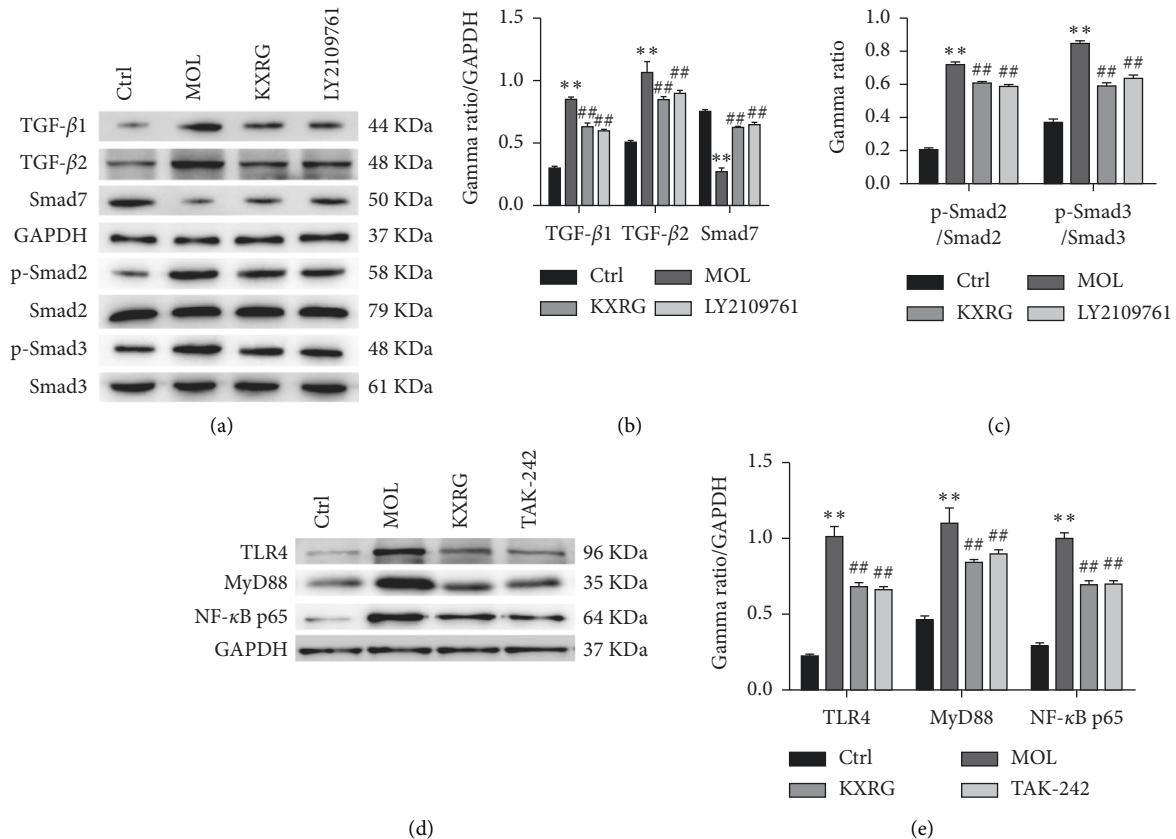 Ctrl MOL KXRG LY2109761
TGF-β1 44 KDa
TGF-β2 48 KDa
Smad7 50 KDa
GAPDH 37 KDa
p-Smad2 58 KDa
Smad2 79 KDa
p-Smad3 48 KDa
Smad3 61 KDa
(a)
Gamma ratio/GAPDH
1.5
1.0
0.5
0.0
** ## ## ** ## ## ** ## ##
TGF-β1 TGF-β2 Smad7
Ctrl MOL
KXRG LY2109761
(b)
Gamma ratio
1.0
0.8
0.6
0.4
0.2
0.0
** ## ## ** ## ##
p-Smad2 p-Smad3
/Smad2 /Smad3
Ctrl MOL
KXRG LY2109761
(c)
Ctrl MOL KXRG TAK-242
TLR4 96 KDa
MyD88 35 KDa
NF-κB p65 64 KDa
GAPDH 37 KDa
(d)
Gamma ratio/GAPDH
1.5
1.0
0.5
0.0
** ## ## ** ## ## ** ## ##
TLR4 MyD88 NF-κB p65
Ctrl MOL
KXRG TAK-242
(e)